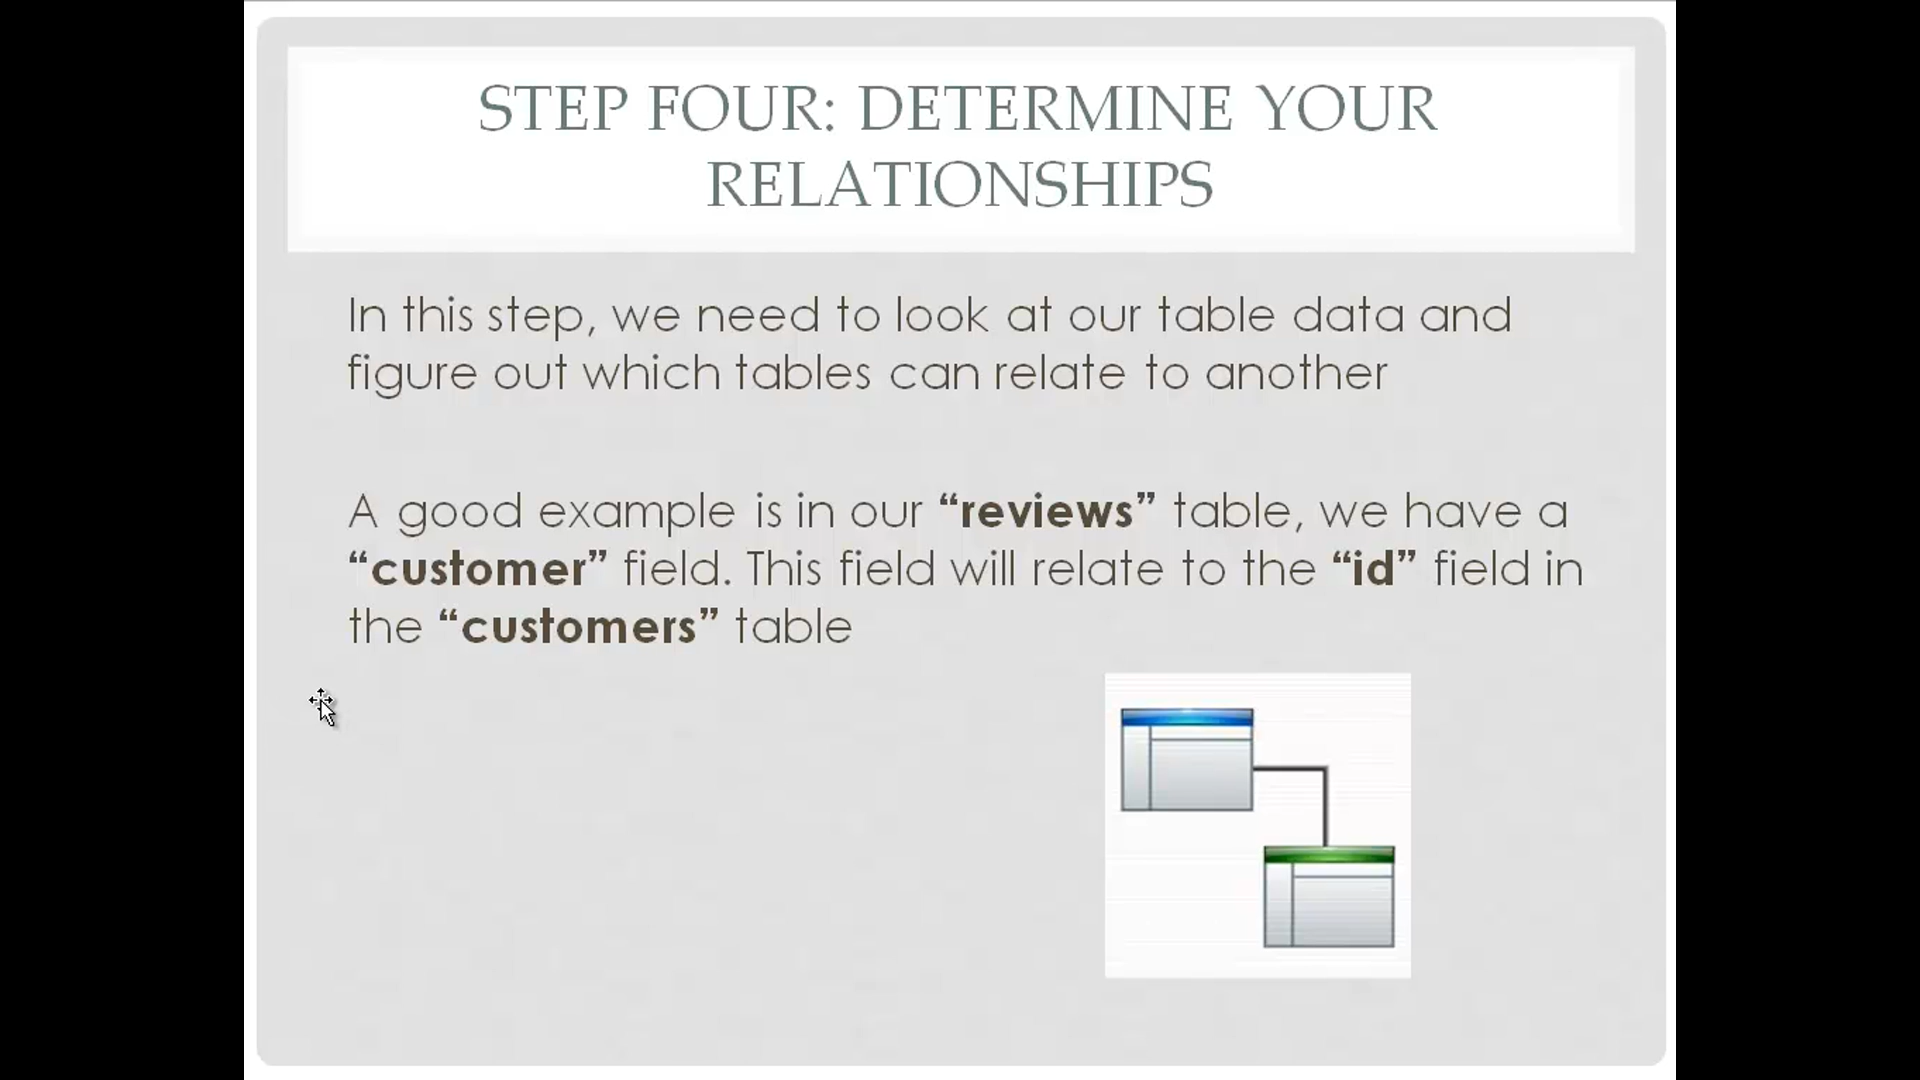 STEP FOUR: DETERMINE YOUR
RELATIONSHIPS
In this step, we need to look at our table data and
figure out which tables can relate to another
A good example is in our “reviews” table, we have a
“customer” field. This field will relate to the “id” field in
the “customers” table